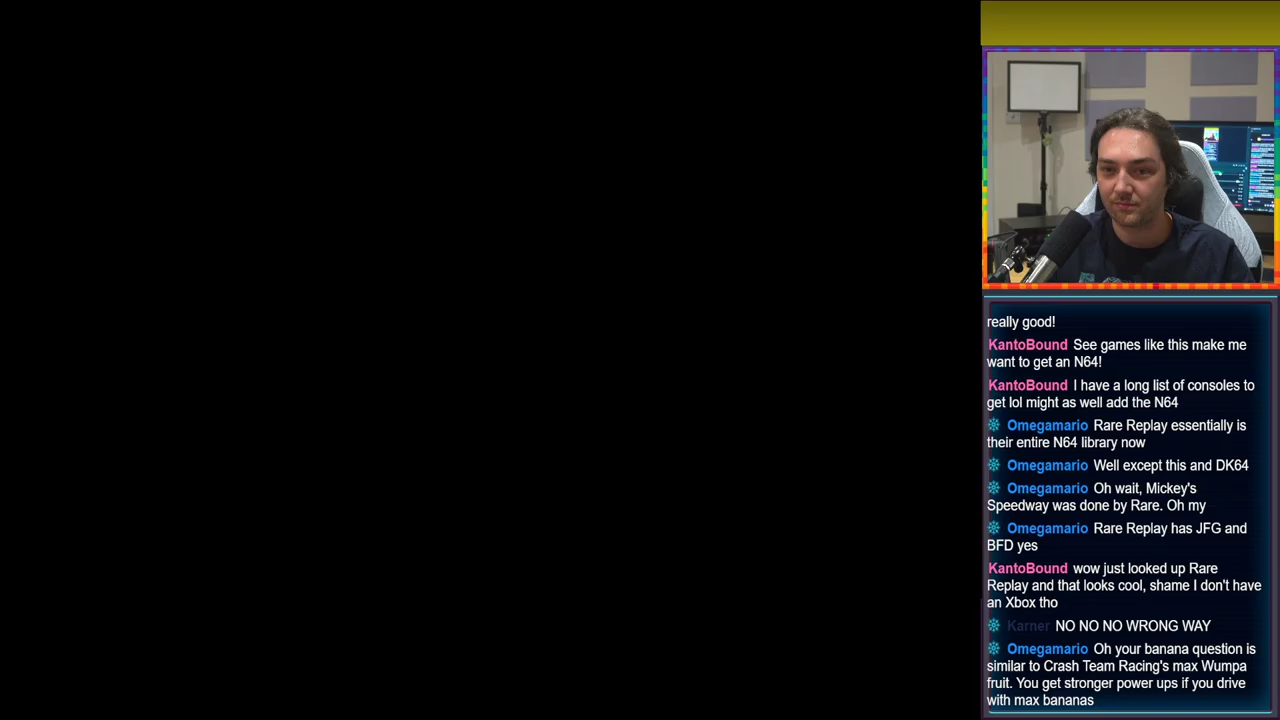 really good!
KantoBound See games like this make me
want to get an N64!
KantoBound I have a long list of consoles to
get lol might as well add the N64
Omegamario Rare Replay essentially is
their entire N64 library now
Omegamario Well except this and DK64
Omegamario Oh wait, Mickey's
Speedway was done by Rare. Oh my
Omegamario Rare Replay has JFG and
BFD yes
KantoBound wow just looked up Rare
Replay and that looks cool, shame I don't have
an Xbox tho
Karner NO NO NO WRONG WAY
Omegamario Oh your banana question is
similar to Crash Team Racing's max Wumpa
fruit. You get stronger power ups if you drive
with max bananas